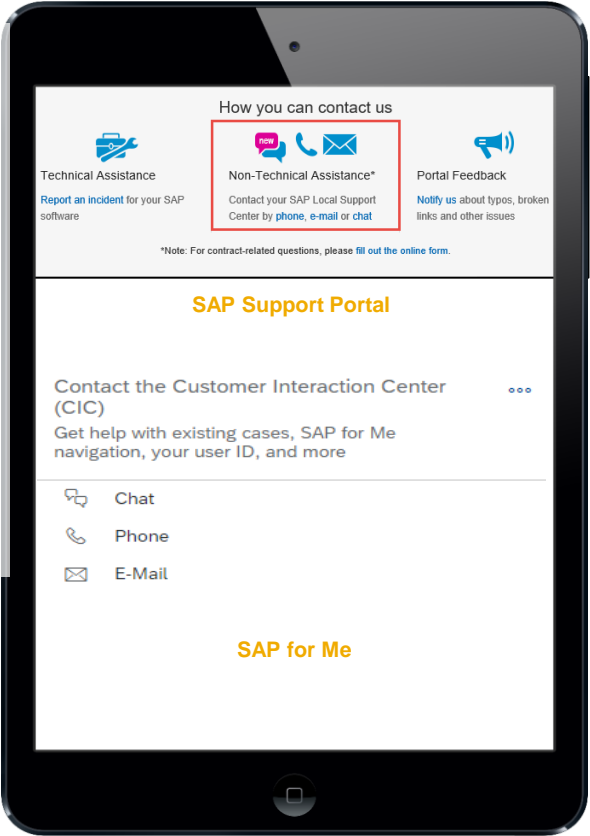 How you can contact us
new
Technical Assistance
Non-Technical Assistance*
Portal Feedback
Report an incident for your SAP
software
Contact your SAP Local Support
Center by phone, e-mail or chat
Notify us about typos, broken
links and other issues
*Note: For contract-related questions, please fill out the online form.
SAP Support Portal
Contact the Customer Interaction Center
(CIC)
Get help with existing cases, SAP for Me
navigation, your user ID, and more
Chat
Phone
E-Mail
SAP for Me